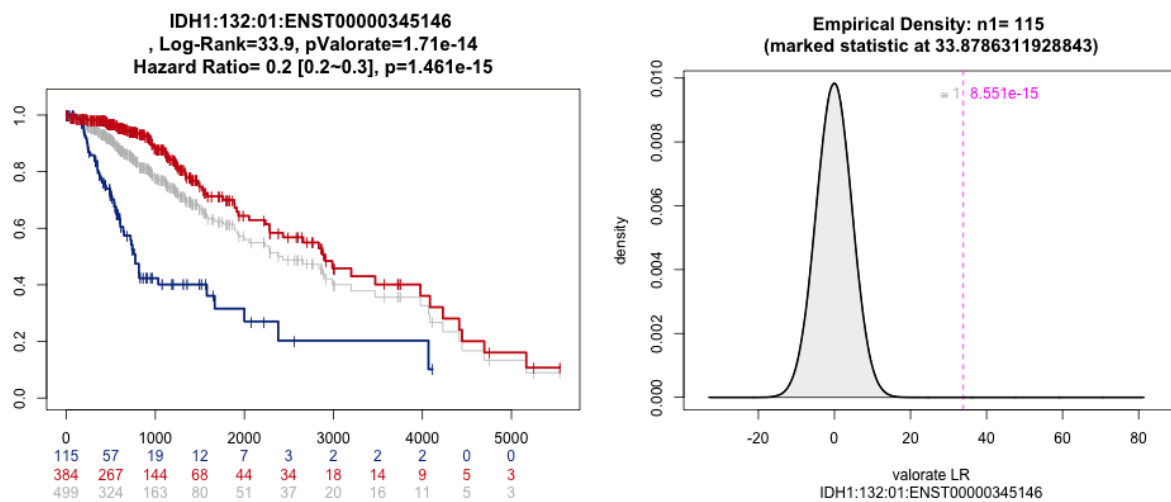 IDH1:132:01:ENST00000345146
, Log-Rank=33.9, pValorate=1.71e-14
Hazard Ratio= 0.2 [0.2~0.3], p=1.461e-15
1.0
0.8
0.6
0.4
0.2
0.0
0 1000 2000 3000 4000 5000
115 57 19 12 7 3 2 2 2 0 0
384 267 144 68 44 34 18 14 9 5 3
499 324 163 80 51 37 20 16 11 5 3
Empirical Density: n1= 115
(marked statistic at 33.8786311928843)
= 1 8.551e-15
density
0.010
0.008
0.006
0.004
0.002
0.000
-20 0 20 40 60 80
valorate LR
IDH1:132:01:ENST00000345146